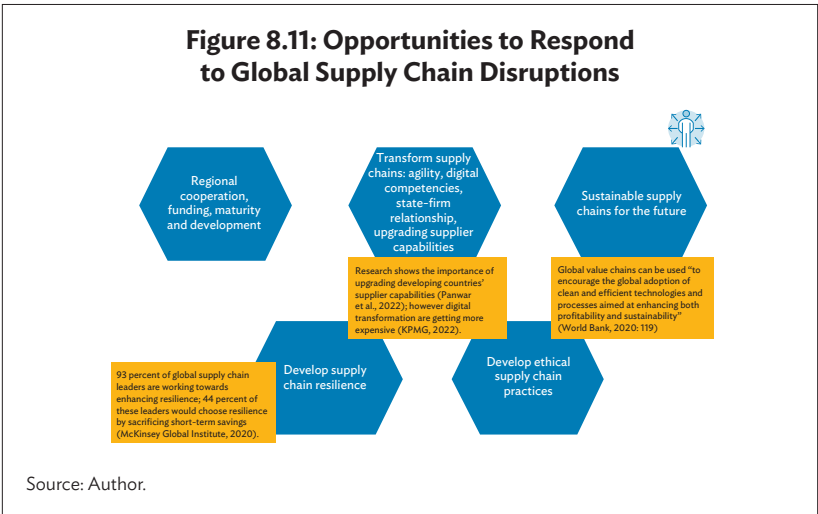 Figure 8.11: Opportunities to Respond
to Global Supply Chain Disruptions
Regional
cooperation,
funding, maturity
and development
Transform supply
chains: agility, digital
competencies,
state-firm
relationship,
upgrading supplier
capabilities
Sustainable supply
chains for the future
Research shows the importance of
upgrading developing countries’
supplier capabilities (Panwar
et al., 2022); however digital
transformation are getting more
expensive (KPMG, 2022).
Global value chains can be used “to
encourage the global adoption of
clean and efficient technologies and
processes aimed at enhancing both
profitability and sustainability”
(World Bank, 2020: 119)
93 percent of global supply chain
leaders are working towards
enhancing resilience; 44 percent of
these leaders would choose resilience
by sacrificing short-term savings
(McKinsey Global Institute, 2020).
Develop supply
chain resilience
Develop ethical
supply chain
practices
Source: Author.